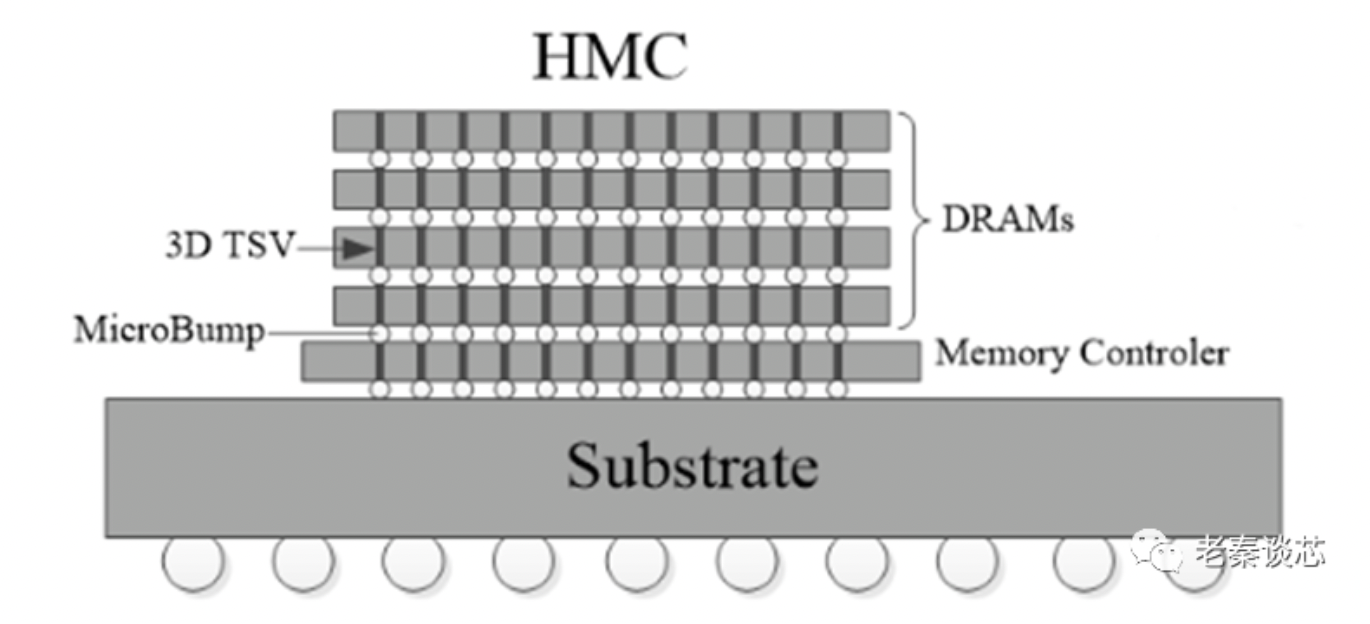 HMC
DRAMs
3D TSV
MicroBump
Memory Controler
Substrate
老秦谈芯